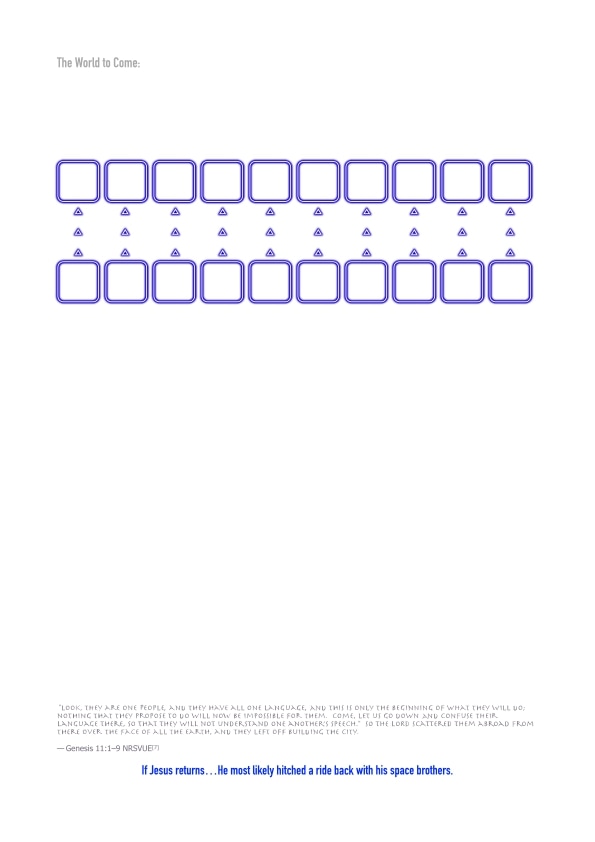 The World to Come:
"Look, they are one people, and they have all one language, and this is only the beginning of what they will do;
nothing that they propose to do will now be impossible for them.  Come, let us go down and confuse their
language there, so that they will not understand one another's speech."  So the Lord scattered them abroad from
there over the face of all the earth, and they left off building the city.
— Genesis 11:1–9 NRSVUE[7]
If Jesus returns…He most likely hitched a ride back with his space brothers.